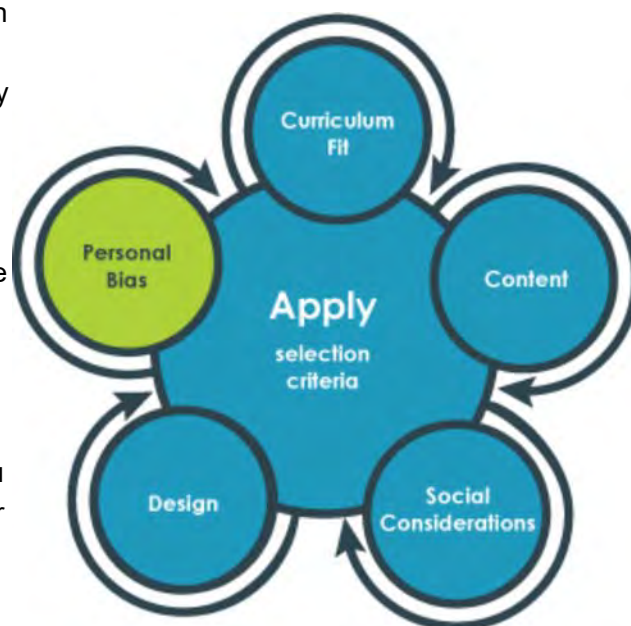 n
y
Curriculum
Fit
Personal
Bias
e
Content
Apply
selection
criteria
Design
Social
Considerations
r